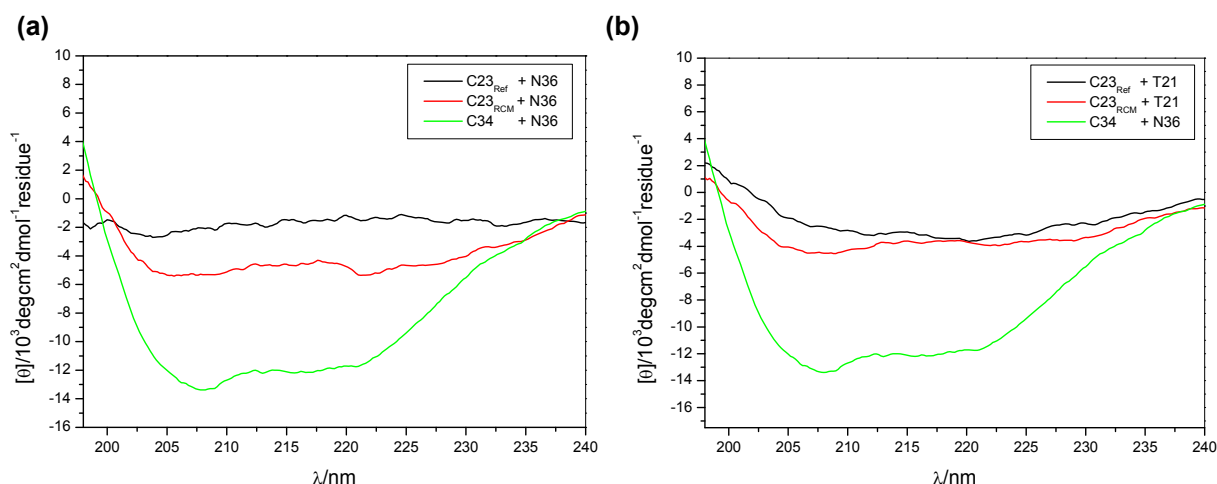 (a)
(b)
C23Ref + N36
C23RCM + N36
C34 + N36
10
8
6
4
2
0
-2
-4
-6
-8
-10
-12
-14
-16
[θ]/10³degcm²dmol⁻¹residue⁻¹
200 205 210 215 220 225 230 235 240
λ/nm
C23Ref + T21
C23RCM + T21
C34 + N36
10
8
6
4
2
0
-2
-4
-6
-8
-10
-12
-14
-16
[θ]/10³degcm²dmol⁻¹residue⁻¹
200 205 210 215 220 225 230 235 240
λ/nm